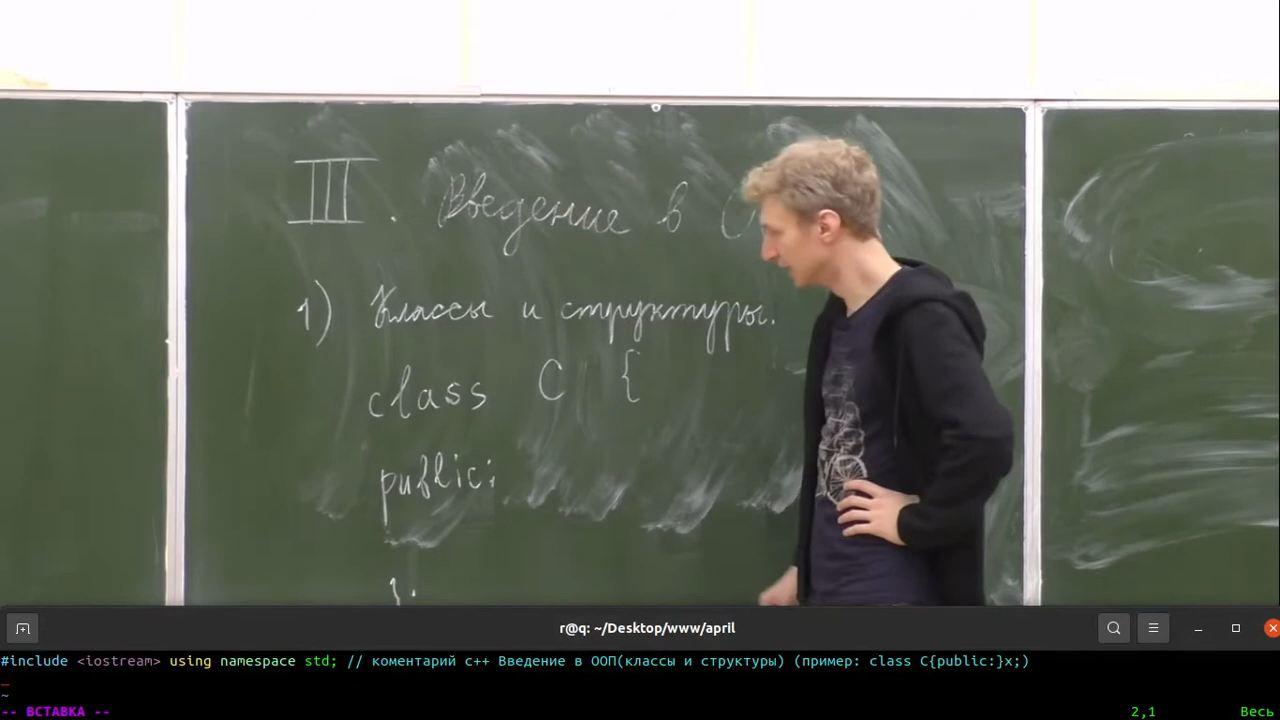 III. Введение в
1) Классы и структуры.
class C {
public:
};
r@q: ~/Desktop/www/april
#include <iostream> using namespace std; // коментарий c++ Введение в ООП(классы и структуры) (пример: class C{public:}x;)
~
-- ВСТАВКА -- 2,1 Весь